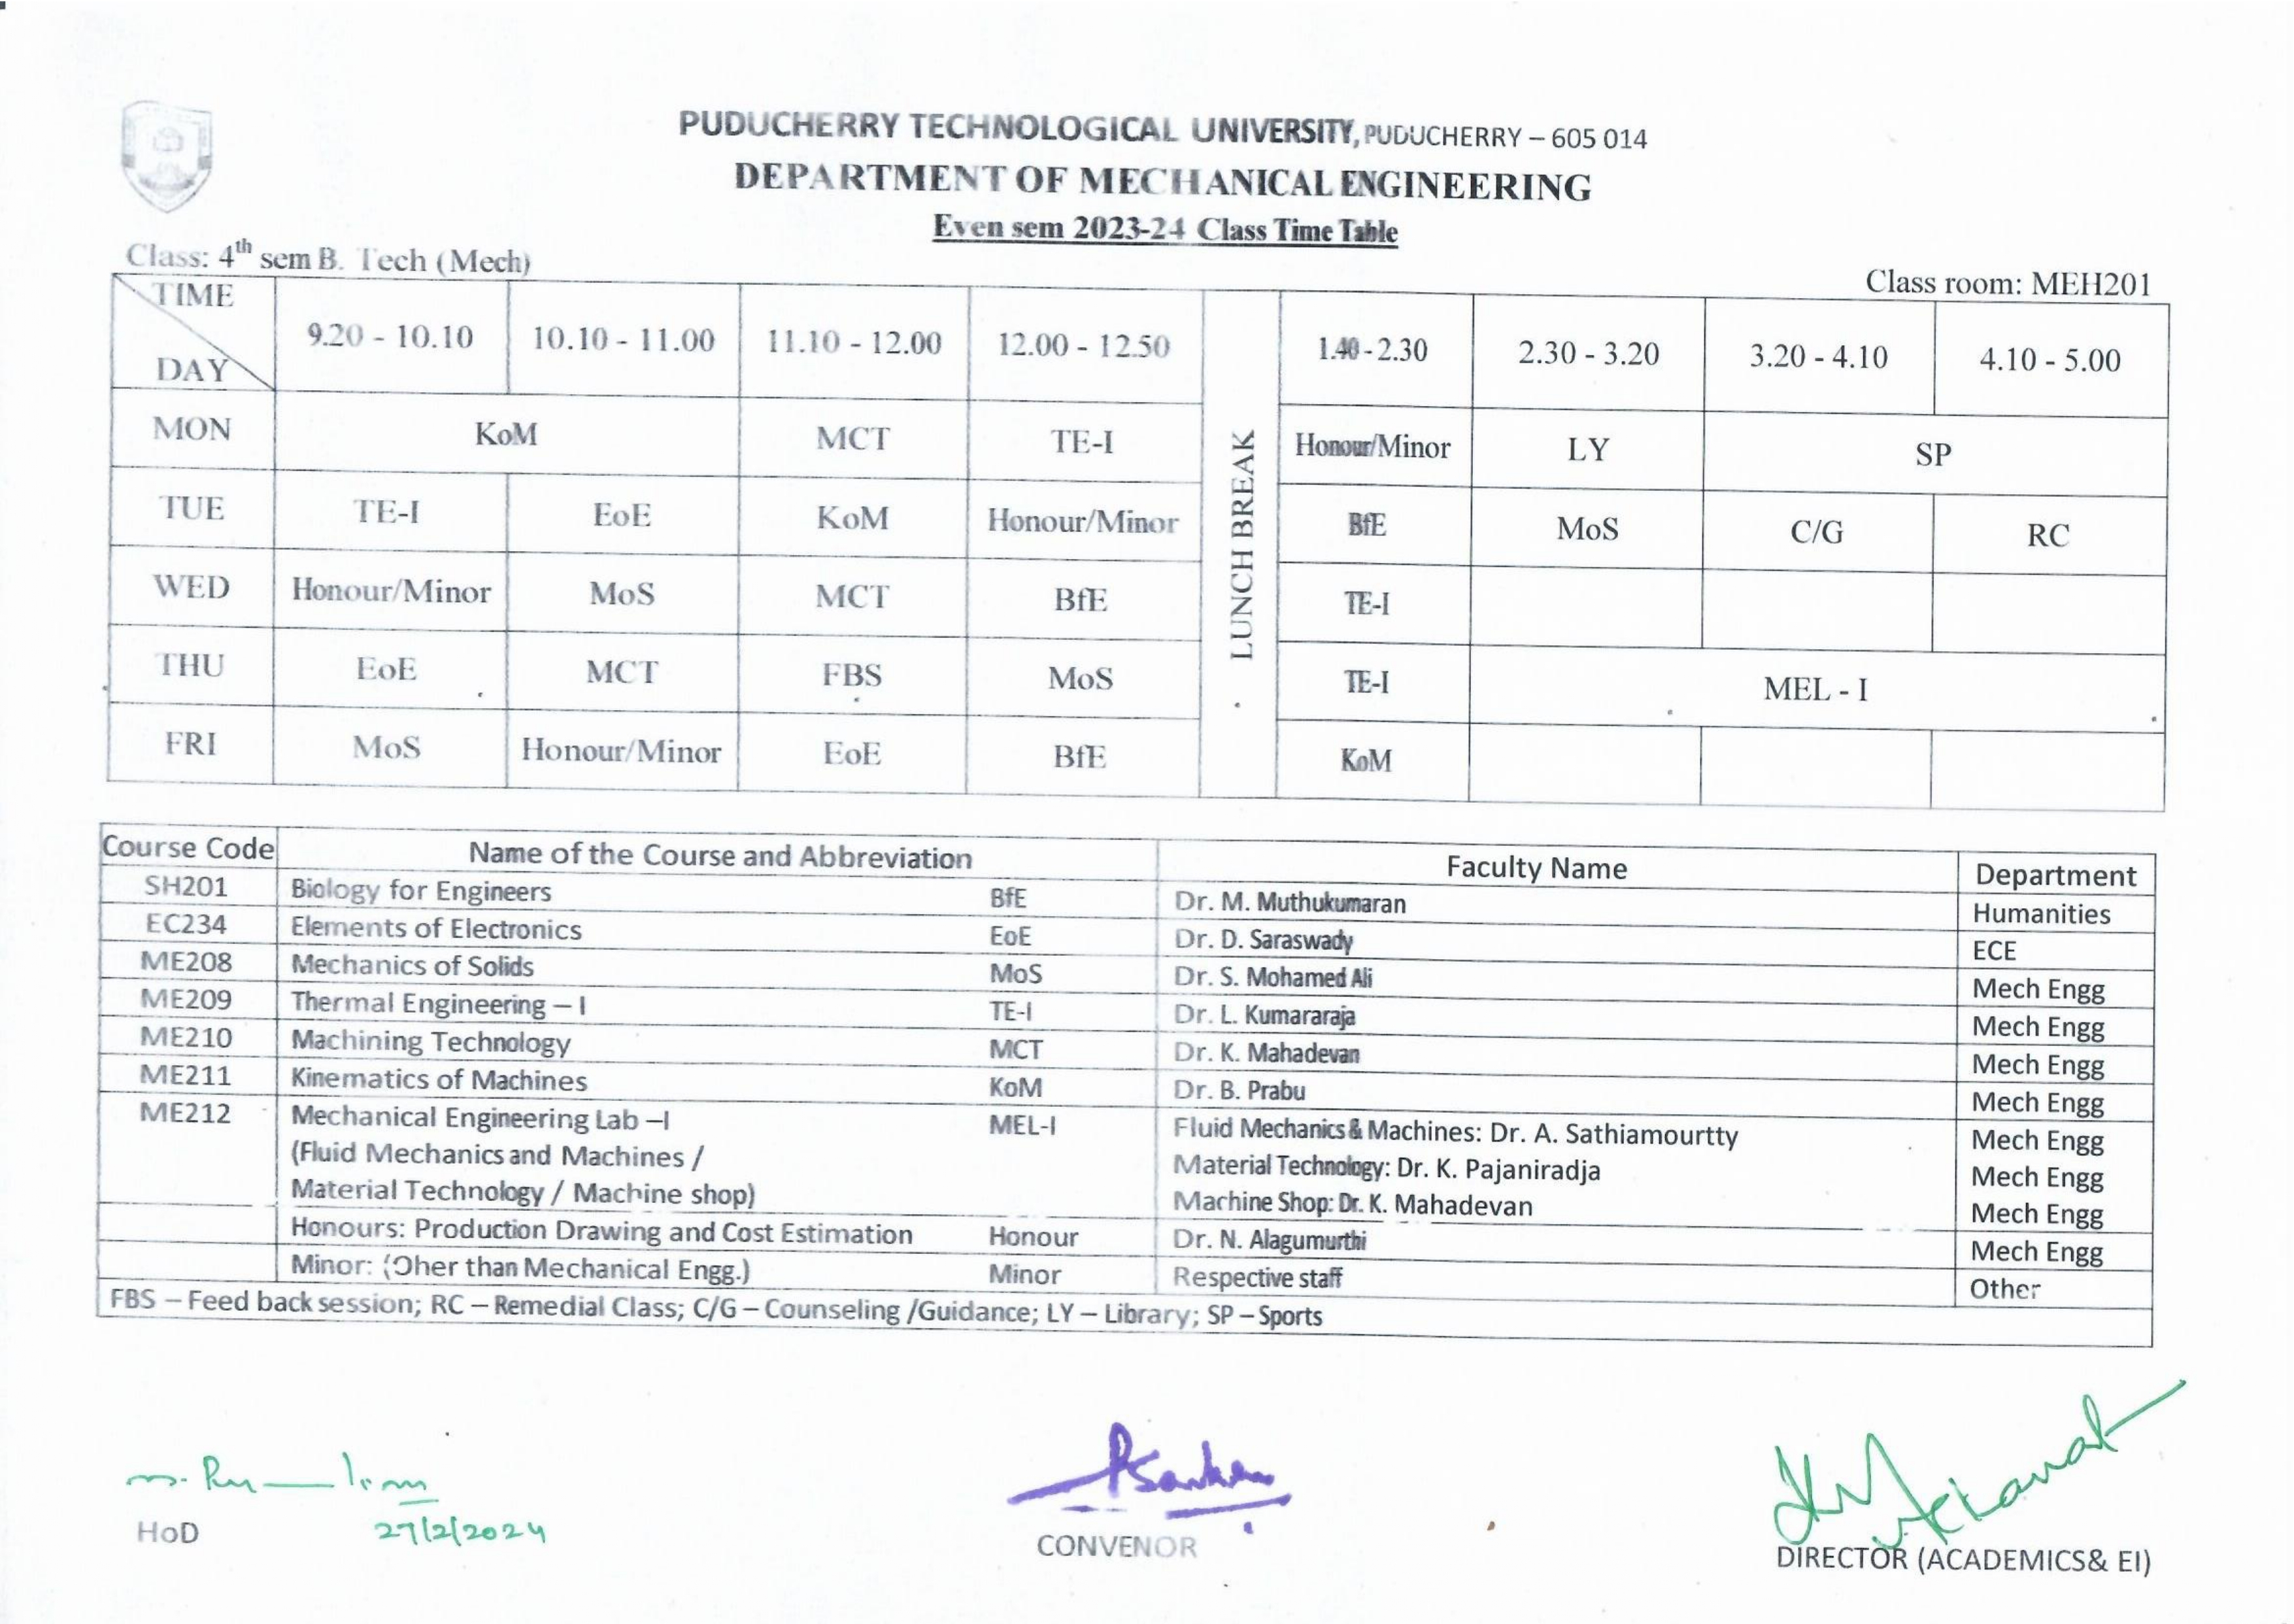 PUDUCHERRY TECHNOLOGICAL UNIVERSITY, PUDUCHERRY – 605 014
DEPARTMENT OF MECHANICAL ENGINEERING
Even sem 2023-24 Class Time Table
Class: 4th sem B. Tech (Mech)
Class room: MEH201
TIME
DAY
9.20 - 10.10 10.10 - 11.00 11.10 - 12.00 12.00 - 12.50 LUNCH BREAK 1.40 - 2.30 2.30 - 3.20 3.20 - 4.10 4.10 - 5.00
MON KoM MCT TE-I Honour/Minor LY SP
TUE TE-I EoE KoM Honour/Minor BfE MoS C/G RC
WED Honour/Minor MoS MCT BfE TE-I
THU EoE MCT FBS MoS TE-I MEL - I
FRI MoS Honour/Minor EoE BfE KoM
Course Code Name of the Course and Abbreviation Faculty Name Department
SH201 Biology for Engineers BfE Dr. M. Muthukumaran Humanities
EC234 Elements of Electronics EoE Dr. D. Saraswady ECE
ME208 Mechanics of Solids MoS Dr. S. Mohamed Ali Mech Engg
ME209 Thermal Engineering – I TE-I Dr. L. Kumararaja Mech Engg
ME210 Machining Technology MCT Dr. K. Mahadevan Mech Engg
ME211 Kinematics of Machines KoM Dr. B. Prabu Mech Engg
ME212 Mechanical Engineering Lab –I MEL-I Fluid Mechanics & Machines: Dr. A. Sathiamourtty Mech Engg
(Fluid Mechanics and Machines / Material Technology: Dr. K. Pajaniradja Mech Engg
Material Technology / Machine shop) Machine Shop: Dr. K. Mahadevan Mech Engg
Honours: Production Drawing and Cost Estimation Honour Dr. N. Alagumurthi Mech Engg
Minor: (Oher than Mechanical Engg.) Minor Respective staff Other
FBS – Feed back session; RC – Remedial Class; C/G – Counseling /Guidance; LY – Library; SP – Sports
27/2/2024
HoD
CONVENOR
DIRECTOR (ACADEMICS& EI)